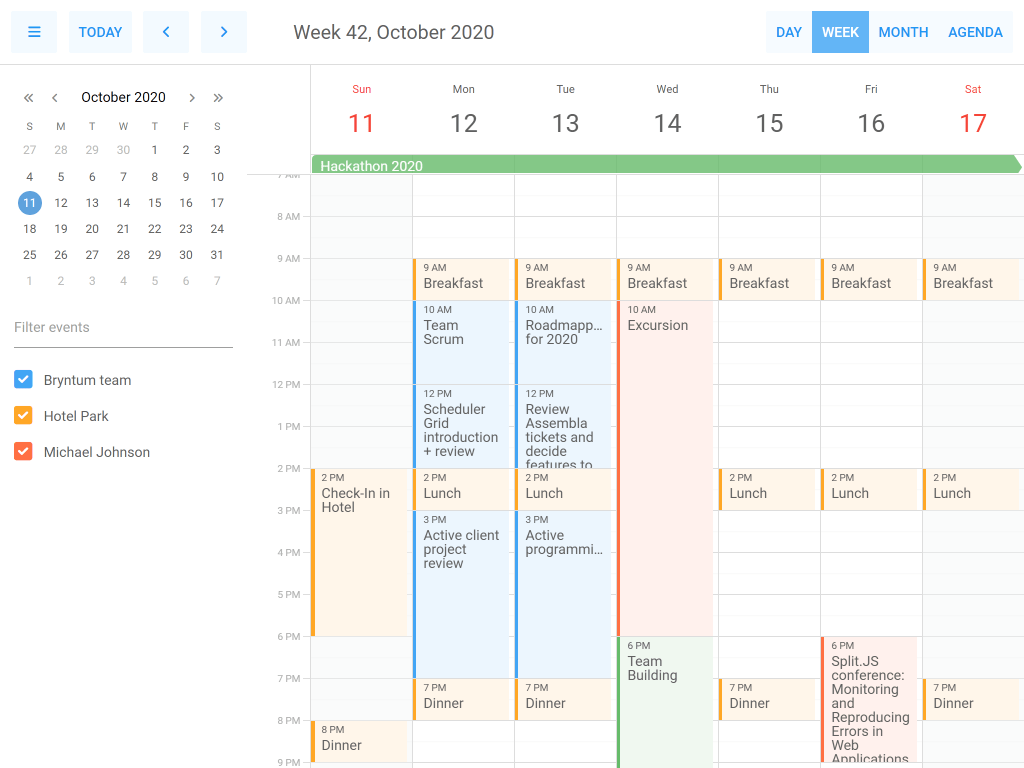 TODAY
Week 42, October 2020
DAY WEEK MONTH AGENDA
October 2020
S M T W T F S
27 28 29 30 1 2 3
4 5 6 7 8 9 10
11 12 13 14 15 16 17
18 19 20 21 22 23 24
25 26 27 28 29 30 31
1 2 3 4 5 6 7
Filter events
Bryntum team
Hotel Park
Michael Johnson
Sun Mon Tue Wed Thu Fri Sat
11 12 13 14 15 16 17
Hackathon 2020
7 AM
8 AM
9 AM
10 AM
11 AM
12 PM
1 PM
2 PM
3 PM
4 PM
5 PM
6 PM
7 PM
8 PM
9 PM
2 PM
Check-In in
Hotel
8 PM
Dinner
9 AM
Breakfast
10 AM
Team
Scrum
12 PM
Scheduler
Grid
introduction
+ review
2 PM
Lunch
3 PM
Active client
project
review
7 PM
Dinner
9 AM
Breakfast
10 AM
Roadmapp...
for 2020
12 PM
Review
Assembla
tickets and
decide
features to
2 PM
Lunch
3 PM
Active
programmi...
7 PM
Dinner
9 AM
Breakfast
10 AM
Excursion
6 PM
Team
Building
9 AM
Breakfast
2 PM
Lunch
7 PM
Dinner
9 AM
Breakfast
2 PM
Lunch
6 PM
Split.JS
conference:
Monitoring
and
Reproducing
Errors in
Web
Applications
9 AM
Breakfast
2 PM
Lunch
7 PM
Dinner